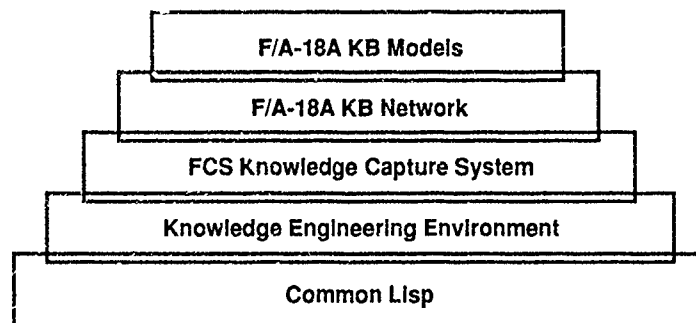 F/A-18A KB Models
F/A-18A KB Network
FCS Knowledge Capture System
Knowledge Engineering Environment
Common Lisp